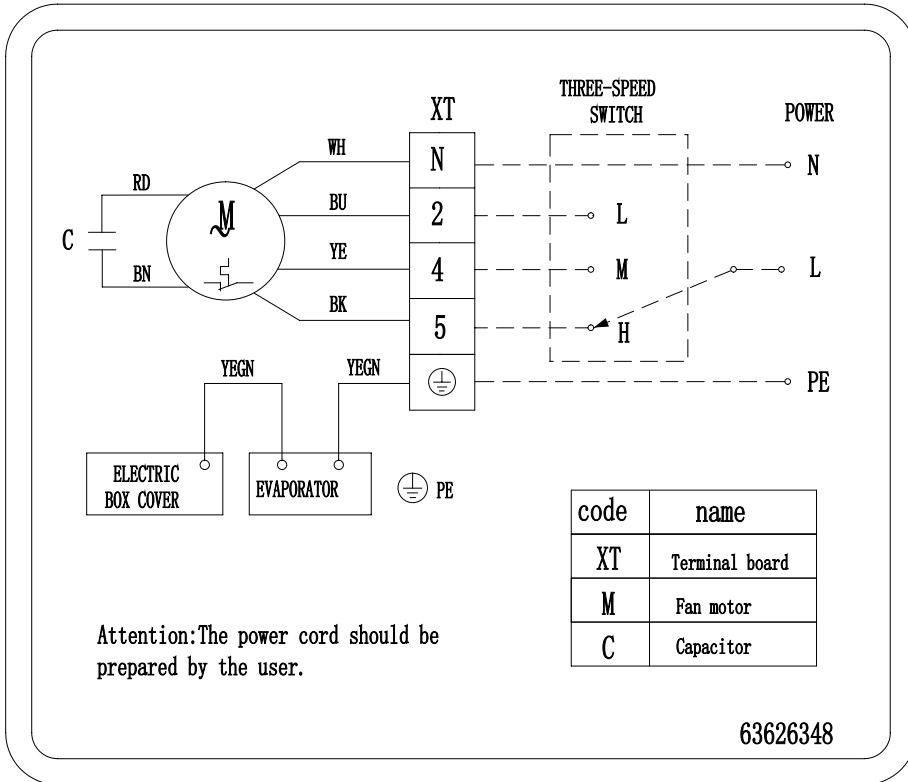 THREE-SPEED
SWITCH
XT
POWER
WH
N
N
RD
BU
2
L
M
C
YE
4
M
L
BN
BK
5
H
YEGN
YEGN
PE
ELECTRIC
BOX COVER
EVAPORATOR
PE
code name
XT Terminal board
M Fan motor
C Capacitor
Attention:The power cord should be
prepared by the user.
63626348